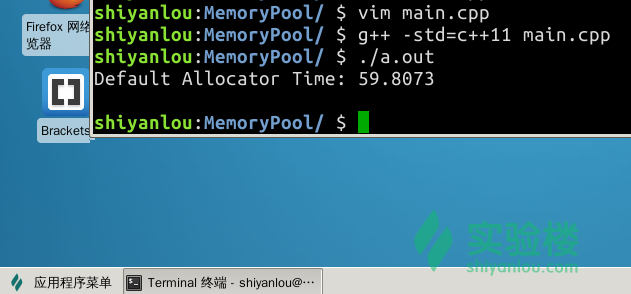 shiyanlou:MemoryPool/ $ vim main.cpp
shiyanlou:MemoryPool/ $ g++ -std=c++11 main.cpp
shiyanlou:MemoryPool/ $ ./a.out
Default Allocator Time: 59.8073
shiyanlou:MemoryPool/ $
Firefox 网络
览器
Brackets
实验楼
shiyanlou.com
应用程序菜单
Terminal 终端 - shiyanlou@···